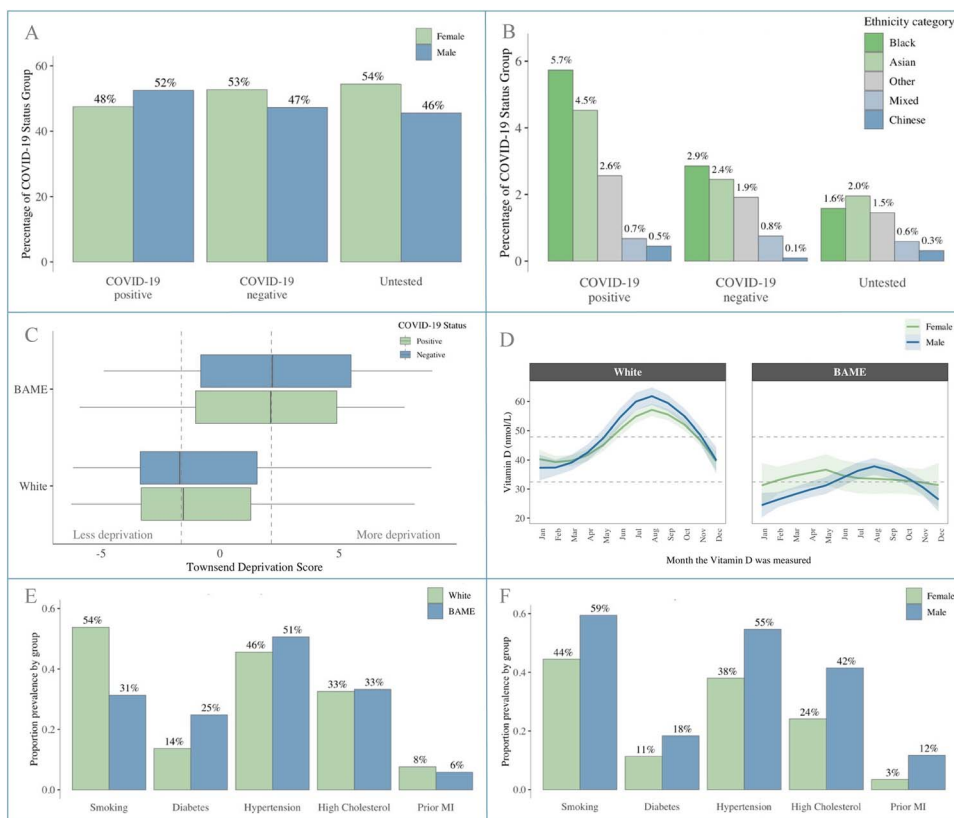 A
Female
Male
Percentage of COVID-19 Status Group
60
40
20
0
48%
52%
53%
47%
54%
46%
COVID-19
positive
COVID-19
negative
Untested
B
Ethnicity category
Black
Asian
Other
Mixed
Chinese
Percentage of COVID-19 Status Group
6
4
2
0
5.7%
4.5%
2.6%
0.7%
0.5%
2.9%
2.4%
1.9%
0.8%
0.1%
1.6%
2.0%
1.5%
0.6%
0.3%
COVID-19
positive
COVID-19
negative
Untested
C
COVID-19 Status
Positive
Negative
BAME
White
Less deprivation
More deprivation
-5
0
5
Townsend Deprivation Score
D
Female
Male
White
BAME
Vitamin D (nmol/L)
60
50
40
30
20
Jan
Feb
Mar
Apr
May
Jun
Jul
Aug
Sep
Oct
Nov
Dec
Jan
Feb
Mar
Apr
May
Jun
Jul
Aug
Sep
Oct
Nov
Dec
Month the Vitamin D was measured
E
White
BAME
Proportion prevalence by group
0.6
0.4
0.2
0.0
54%
31%
14%
25%
46%
51%
33%
33%
8%
6%
Smoking
Diabetes
Hypertension
High Cholesterol
Prior MI
F
Female
Male
Proportion prevalence by group
0.6
0.4
0.2
0.0
44%
59%
11%
18%
38%
55%
24%
42%
3%
12%
Smoking
Diabetes
Hypertension
High Cholesterol
Prior MI